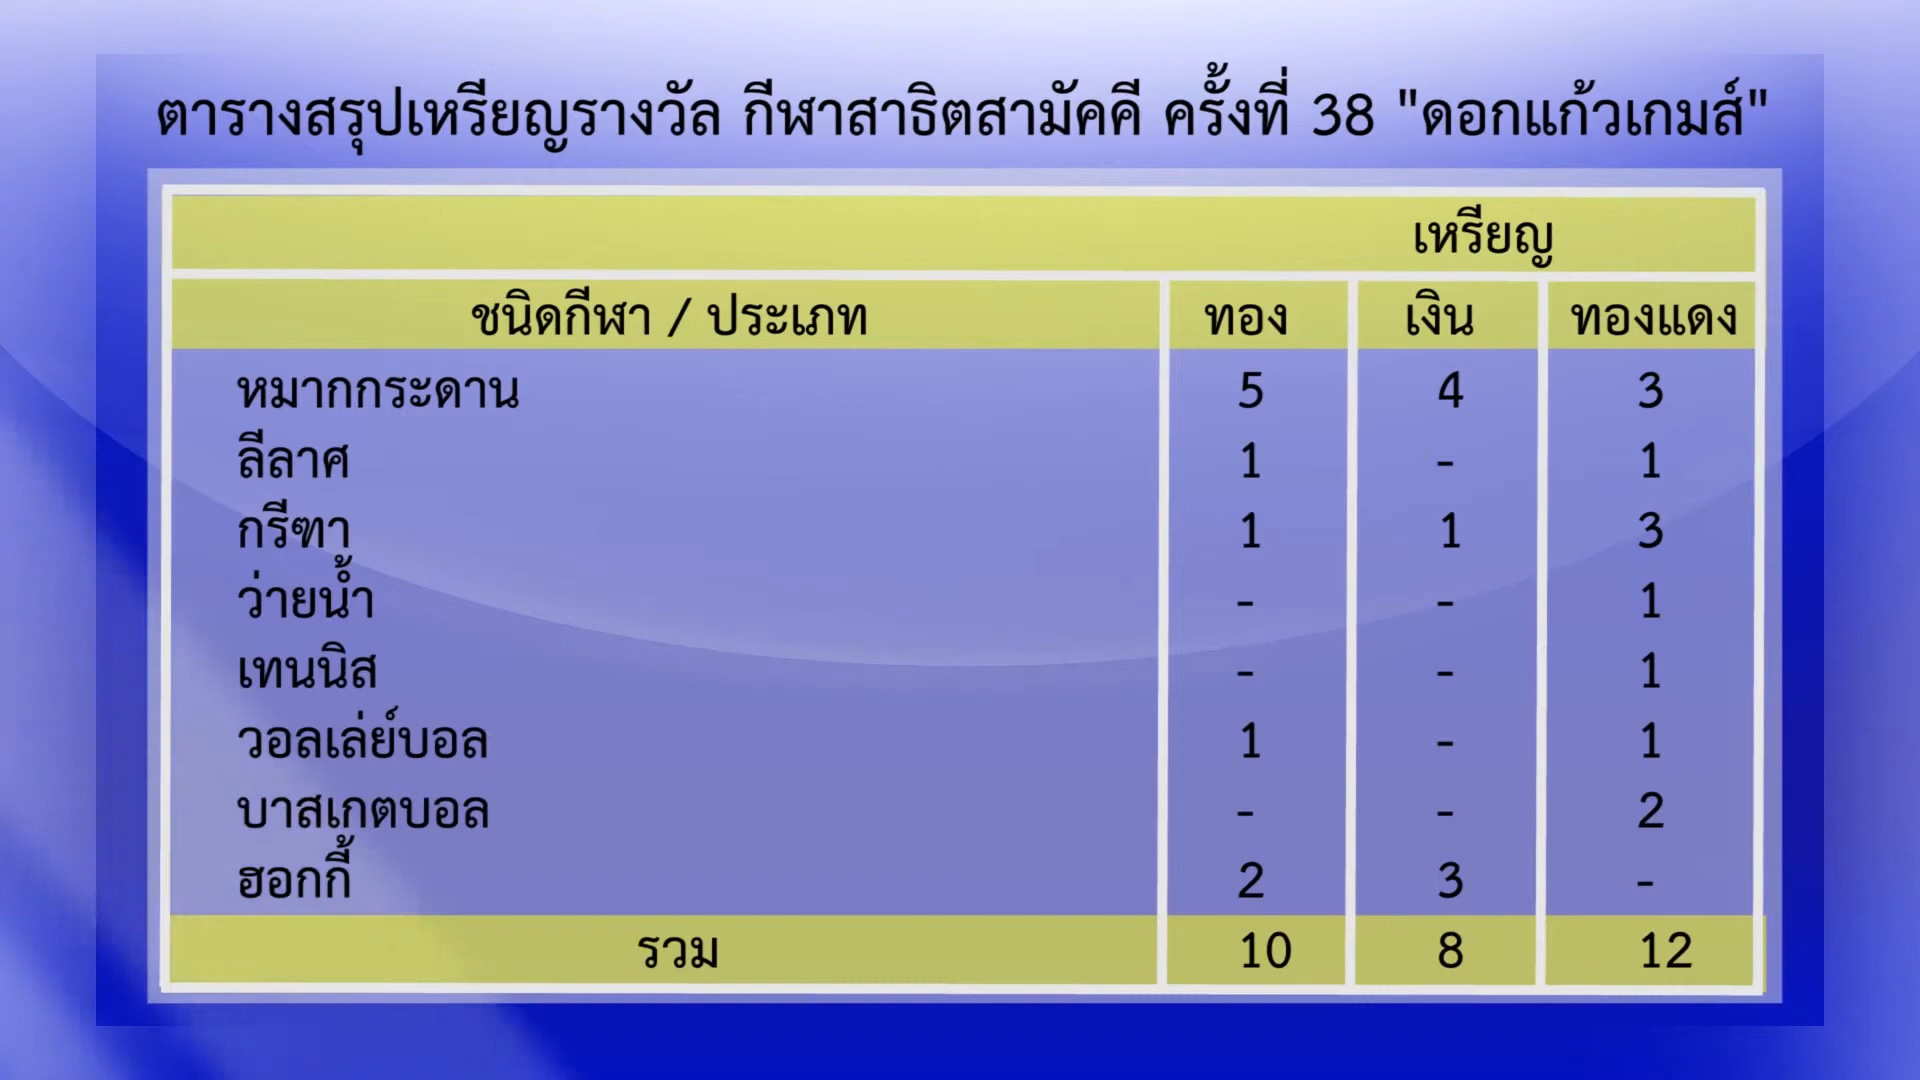 ตารางสรุปเหรียญรางวัล กีฬาสาธิตสามัคคี ครั้งที่ 38 "ดอกแก้วเกมส์"
เหรียญ
ชนิดกีฬา / ประเภท ทอง เงิน ทองแดง
หมากกระดาน 5 4 3
ลีลาศ 1 - 1
กรีฑา 1 1 3
ว่ายน้ำ - - 1
เทนนิส - - 1
วอลเล่ย์บอล 1 - 1
บาสเกตบอล - - 2
ฮอกกี้ 2 3 -
รวม 10 8 12